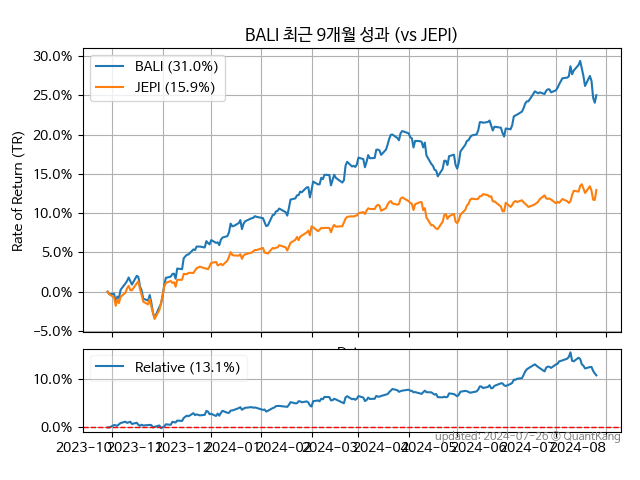 BALI 최근 9개월 성과 (vs JEPI)
30.0%
25.0%
20.0%
15.0%
10.0%
5.0%
0.0%
−5.0%
Rate of Return (TR)
BALI (31.0%)
JEPI (15.9%)
10.0%
0.0%
Relative (13.1%)
updated: 2024-07-26 © QuantKang
2023-10 2023-11 2023-12 2024-01 2024-02 2024-03 2024-04 2024-05 2024-06 2024-07 2024-08